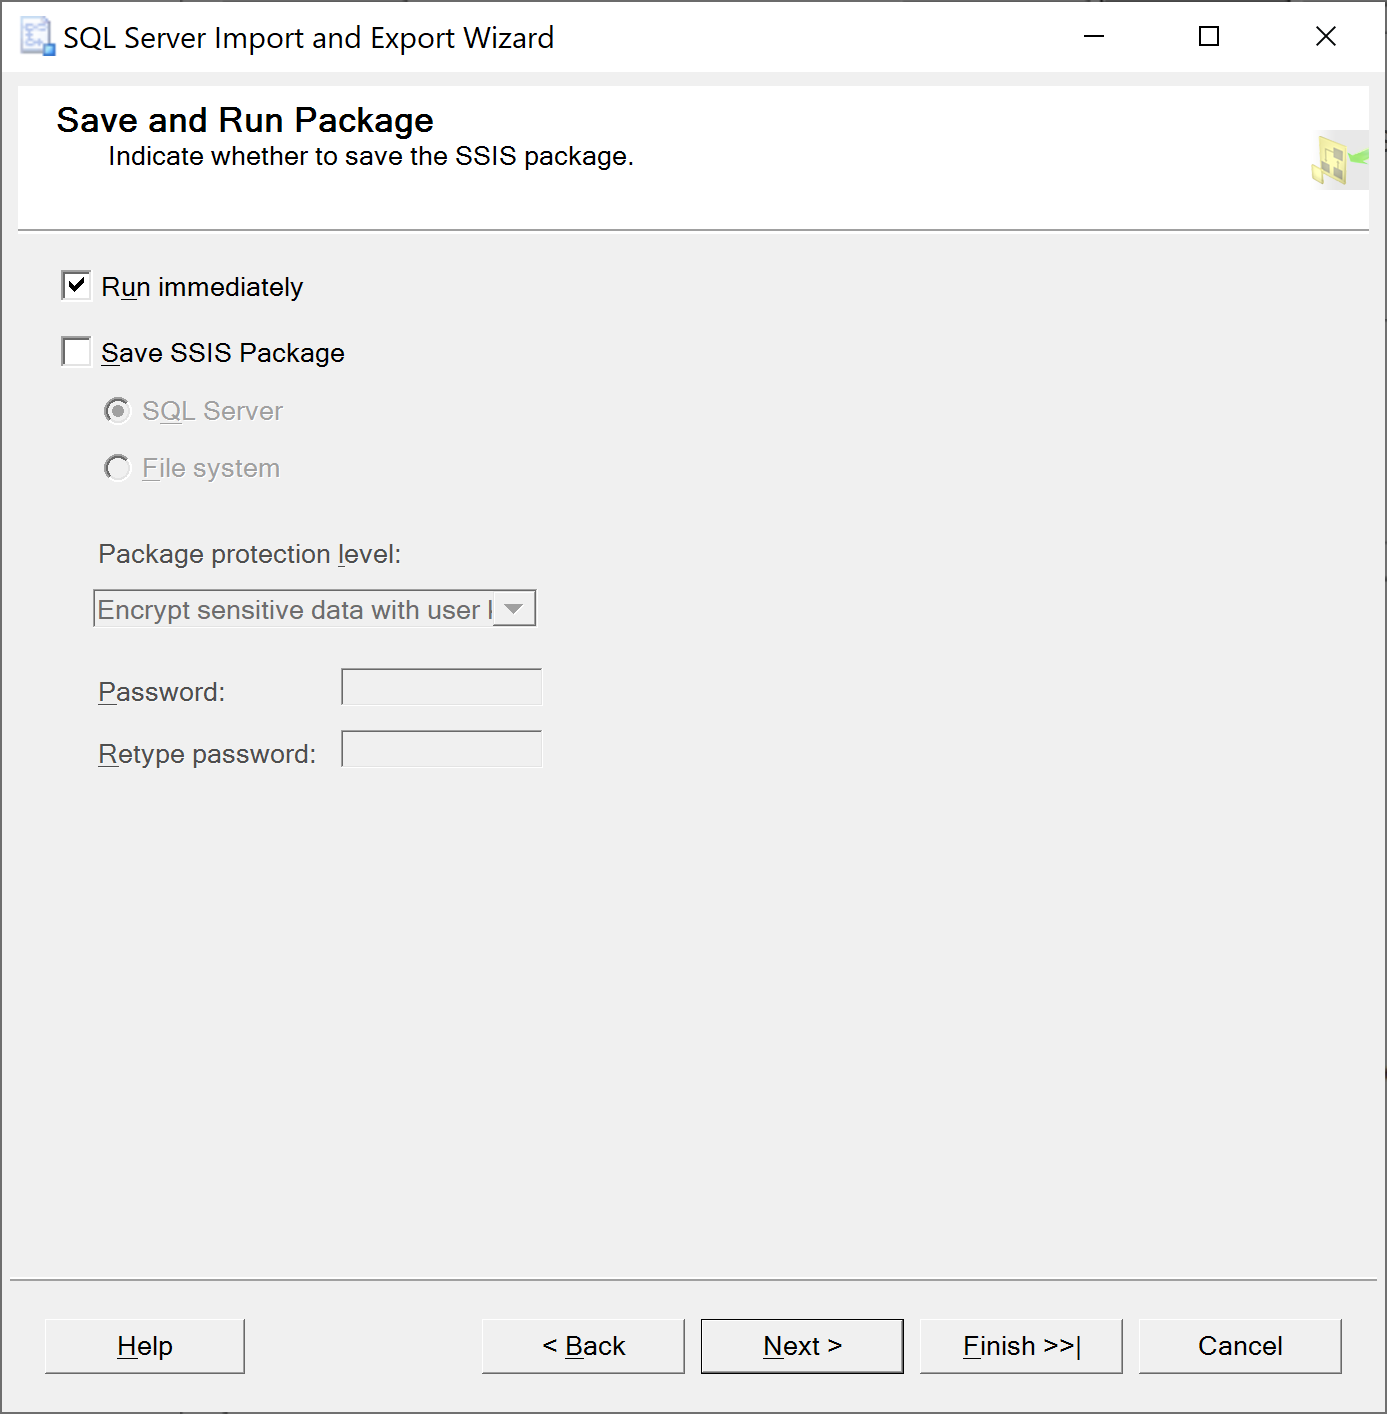 SQL Server Import and Export Wizard
Save and Run Package
Indicate whether to save the SSIS package.
Run immediately
Save SSIS Package
SQL Server
File system
Package protection level:
Encrypt sensitive data with user
Password:
Retype password:
Help
< Back
Next >
Finish >>|
Cancel